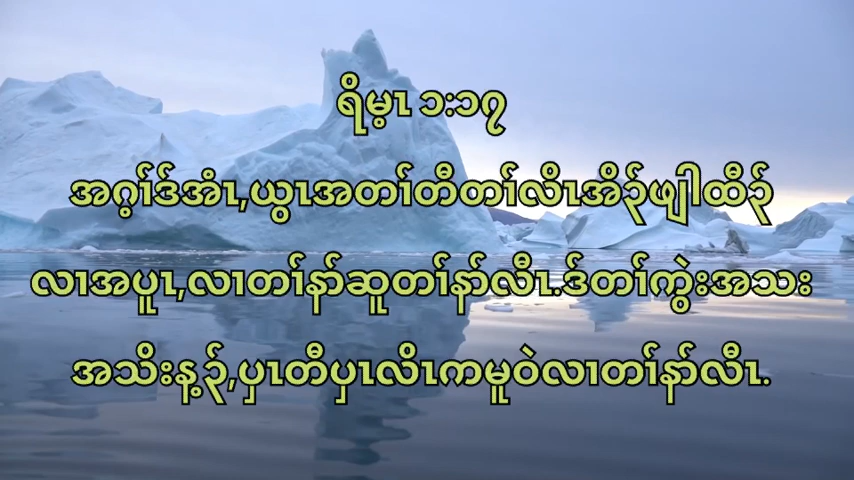 ရိမ့ၤ ၁:၁၇
အဂ့ၢ်ဒ်အံၤ,ယွၤအတၢ်တီတၢ်လိၤအိၣ်ဖျါထီၣ်
လၢအပူၤ,လၢတၢ်နာ်ဆူတၢ်နာ်လီၤ.ဒ်တၢ်ကွဲးအသး
အသိးန့ၣ်,ပှၤတီပှၤလိၤကမူဝဲလၢတၢ်နာ်လီၤ.